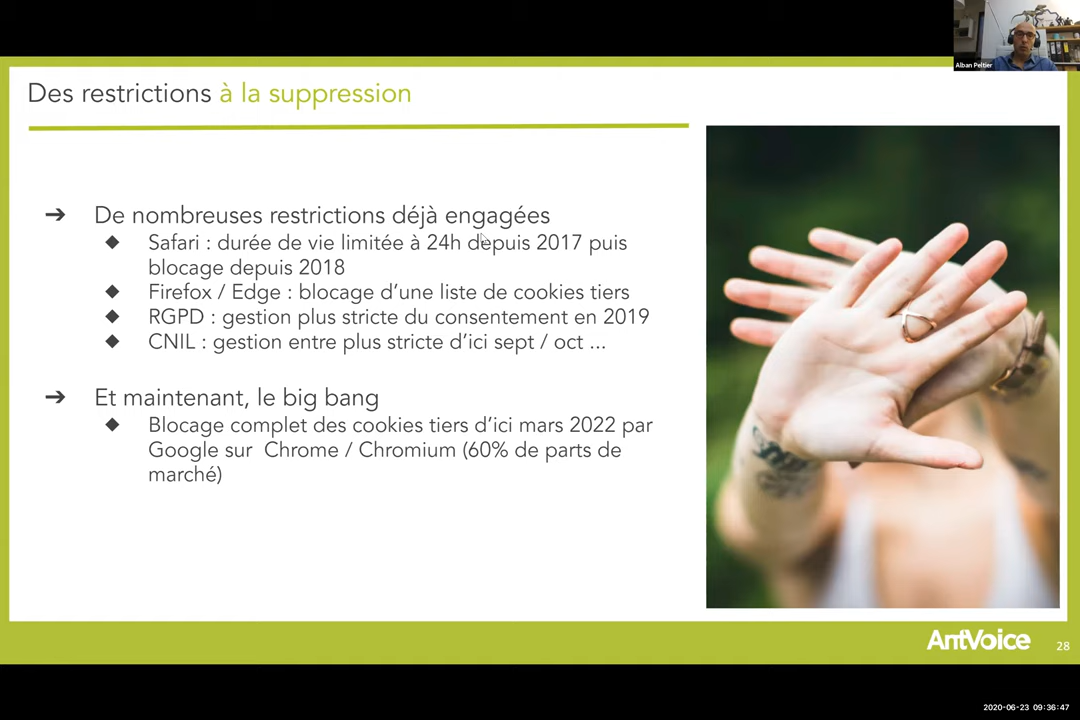 Alban Peltier
Des restrictions à la suppression
➔ De nombreuses restrictions déjà engagées
◆ Safari : durée de vie limitée à 24h depuis 2017 puis
blocage depuis 2018
◆ Firefox / Edge : blocage d’une liste de cookies tiers
◆ RGPD : gestion plus stricte du consentement en 2019
◆ CNIL : gestion entre plus stricte d’ici sept / oct ...
➔ Et maintenant, le big bang
◆ Blocage complet des cookies tiers d’ici mars 2022 par
Google sur Chrome / Chromium (60% de parts de
marché)
AntVoice
28
2020-06-23 09:36:47